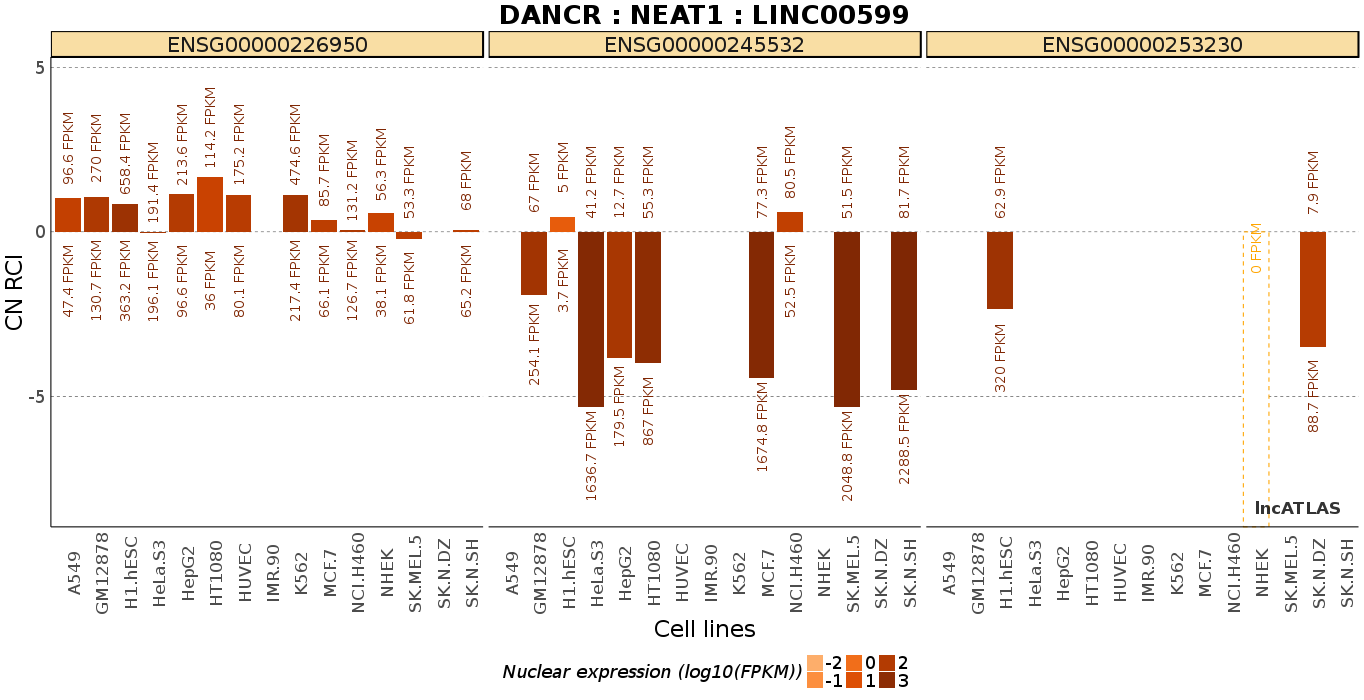 DANCR : NEAT1 : LINC00599
ENSG00000226950
ENSG00000245532
ENSG00000253230
CN RCI
5
0
-5
96.6 FPKM
270 FPKM
658.4 FPKM
191.4 FPKM
213.6 FPKM
114.2 FPKM
175.2 FPKM
474.6 FPKM
85.7 FPKM
131.2 FPKM
56.3 FPKM
53.3 FPKM
68 FPKM
47.4 FPKM
130.7 FPKM
363.2 FPKM
196.1 FPKM
96.6 FPKM
36 FPKM
80.1 FPKM
217.4 FPKM
66.1 FPKM
126.7 FPKM
38.1 FPKM
61.8 FPKM
65.2 FPKM
67 FPKM
5 FPKM
41.2 FPKM
12.7 FPKM
55.3 FPKM
77.3 FPKM
80.5 FPKM
51.5 FPKM
81.7 FPKM
254.1 FPKM
3.7 FPKM
1636.7 FPKM
179.5 FPKM
867 FPKM
1674.8 FPKM
52.5 FPKM
2048.8 FPKM
2288.5 FPKM
62.9 FPKM
0 FPKM
7.9 FPKM
320 FPKM
88.7 FPKM
lncATLAS
A549
GM12878
H1.hESC
HeLa.S3
HepG2
HT1080
HUVEC
IMR.90
K562
MCF.7
NCI.H460
NHEK
SK.MEL.5
SK.N.DZ
SK.N.SH
A549
GM12878
H1.hESC
HeLa.S3
HepG2
HT1080
HUVEC
IMR.90
K562
MCF.7
NCI.H460
NHEK
SK.MEL.5
SK.N.DZ
SK.N.SH
A549
GM12878
H1.hESC
HeLa.S3
HepG2
HT1080
HUVEC
IMR.90
K562
MCF.7
NCI.H460
NHEK
SK.MEL.5
SK.N.DZ
SK.N.SH
Cell lines
Nuclear expression (log10(FPKM))
-2 0 2
-1 1 3